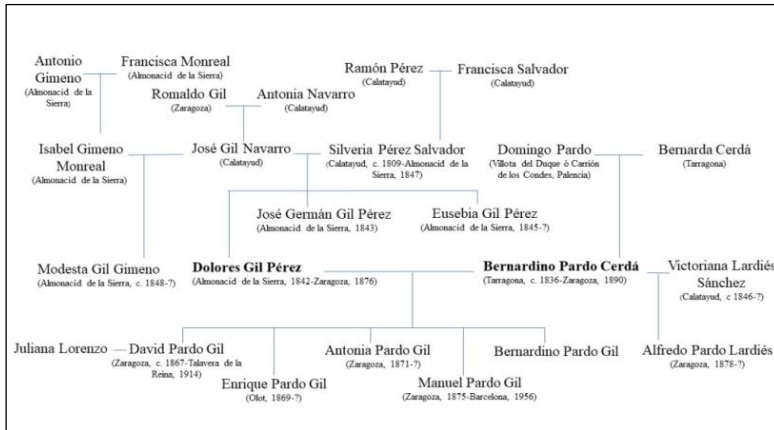 Antonio
Gimeno
(Almonacid de la
Sierra)
Francisca Monreal
(Almonacid de la Sierra)
Ramón Pérez
(Calatayud)
Francisca Salvador
(Calatayud)
Romaldo Gil
(Zaragoza)
Antonia Navarro
(Calatayud)
Isabel Gimeno
Monreal
(Almonacid de la Sierra)
José Gil Navarro
(Calatayud)
Silveria Pérez Salvador
(Calatayud, c. 1809-Almonacid de la
Sierra, 1847)
Domingo Pardo
(Villota del Duque ò Carrión
de los Condes, Palencia)
Bernarda Cerdá
(Tarragona)
José Germán Gil Pérez
(Almonacid de la Sierra, 1843)
Eusebia Gil Pérez
(Almonacid de la Sierra, 1845-?)
Modesta Gil Gimeno
(Almonacid de la Sierra, c. 1848-?)
Dolores Gil Pérez
(Almonacid de la Sierra, 1842-Zaragoza, 1876)
Bernardino Pardo Cerdá
(Tarragona, c. 1836-Zaragoza, 1890)
Victoriana Lardiés
Sánchez
(Calatayud, c 1846-?)
Juliana Lorenzo
David Pardo Gil
(Zaragoza, c. 1867-Talavera de la
Reina, 1914)
Enrique Pardo Gil
(Olot, 1869-?)
Antonia Pardo Gil
(Zaragoza, 1871-?)
Manuel Pardo Gil
(Zaragoza, 1875-Barcelona, 1956)
Bernardino Pardo Gil
Alfredo Pardo Lardiés
(Zaragoza, 1878-?)